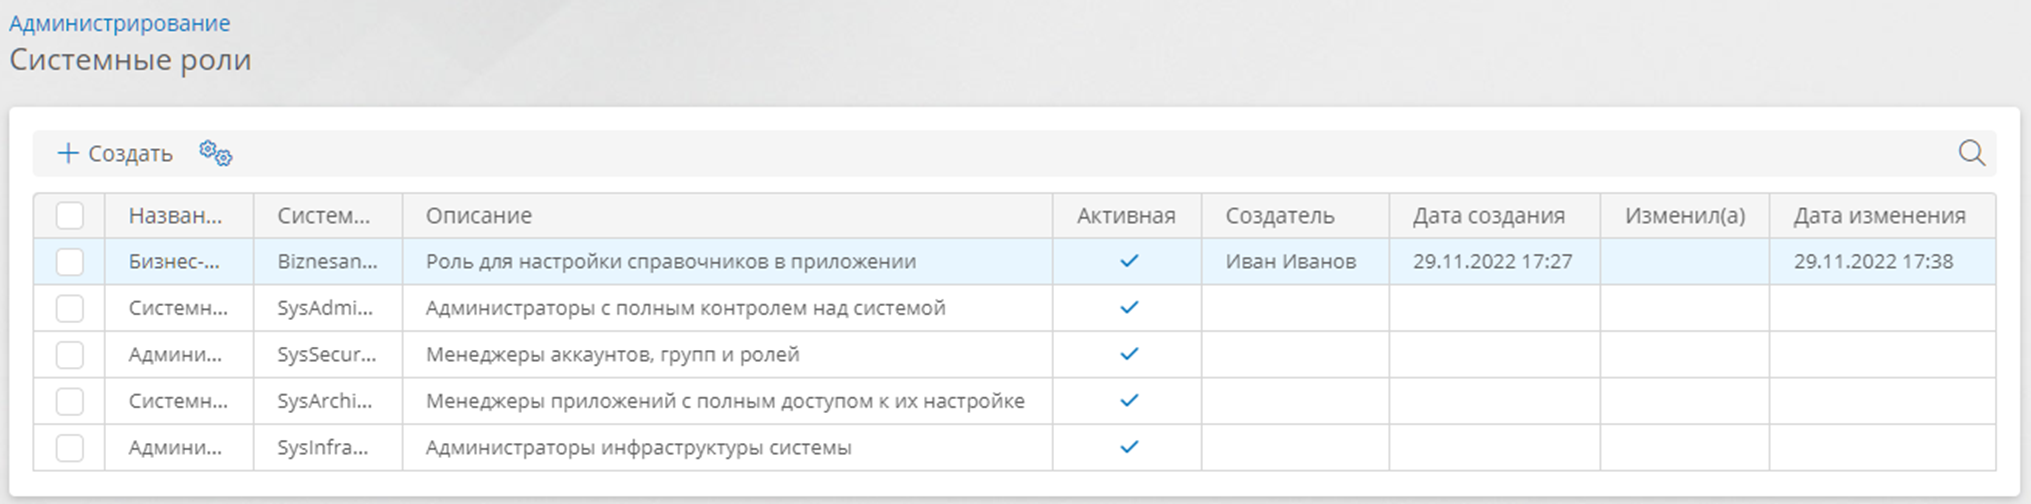 Администрирование
Системные роли
Создать
Назван... Систем... Описание Активная Создатель Дата создания Изменил(а) Дата изменения
Бизнес-... Biznesan... Роль для настройки справочников в приложении Иван Иванов 29.11.2022 17:27 29.11.2022 17:38
Системн... SysAdmi... Администраторы с полным контролем над системой
Админи... SysSecur... Менеджеры аккаунтов, групп и ролей
Системн... SysArchi... Менеджеры приложений с полным доступом к их настройке
Админи... SysInfra... Администраторы инфраструктуры системы